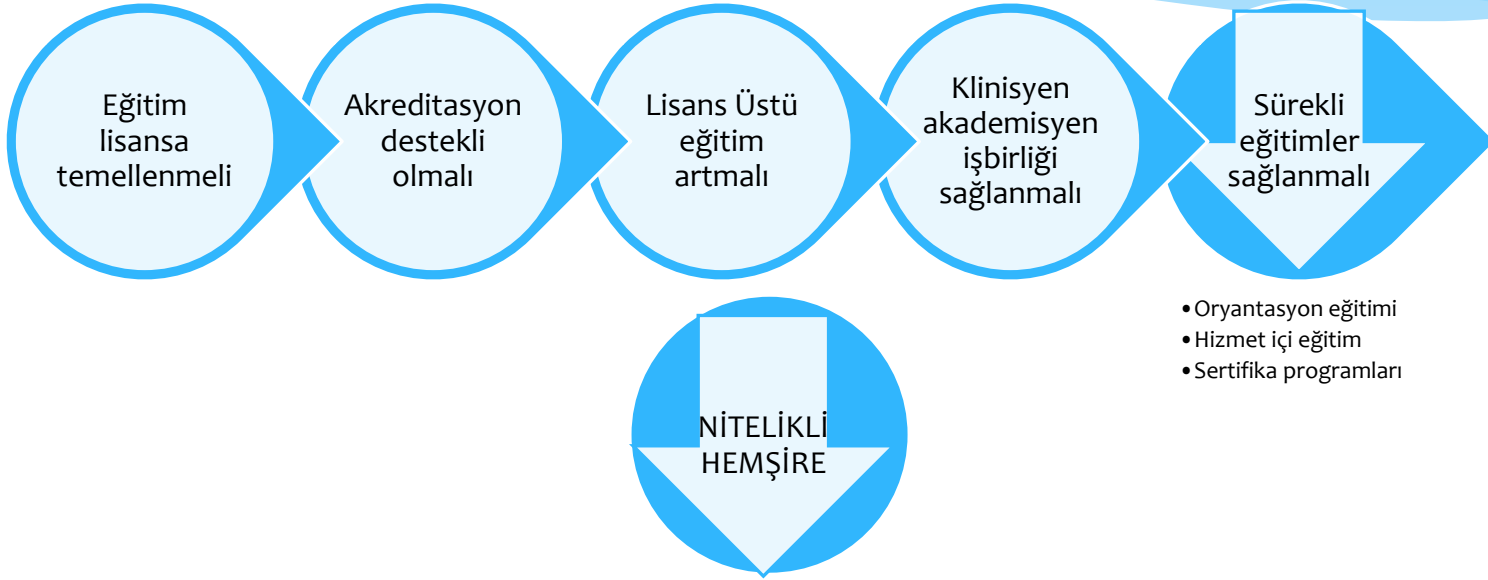 Eğitim
lisansa
temellenmeli
Akreditasyon
destekli
olmalı
Lisans Üstü
eğitim
artmalı
Klinisyen
akademisyen
işbirliği
sağlanmalı
Sürekli
eğitimler
sağlanmalı
•Oryantasyon eğitimi
•Hizmet içi eğitim
•Sertifika programları
NİTELİKLİ
HEMŞİRE